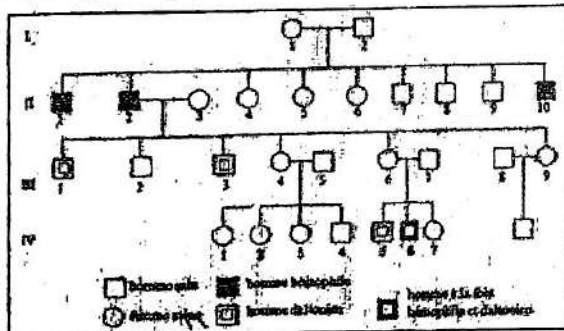 I
1 2
II
1 2 3 4 5 6 7 8 9 10
III
1 2 3 4 5 6 7 8 9
IV
1 2 3 4 5 6 7
homme sain
homme hémophile
homme à la fois
femme saine
homme daltonien
hémophile et daltonien